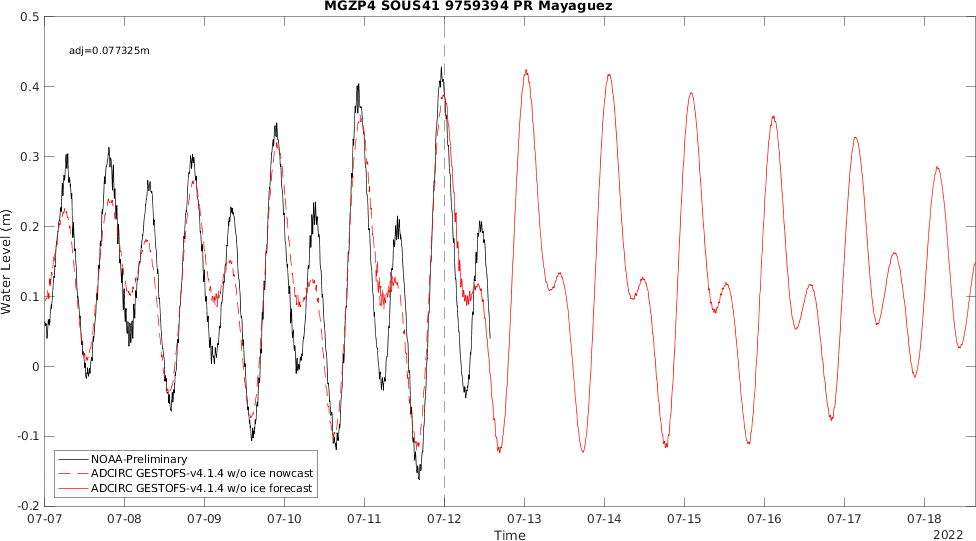 MGZP4 SOUS41 9759394 PR Mayaguez
0.5
adj=0.077325m
0.4
0.3
0.2
Water Level (m)
0.1
0
-0.1
NOAA-Preliminary
ADCIRC GESTOFS-v4.1.4 w/o ice nowcast
ADCIRC GESTOFS-v4.1.4 w/o ice forecast
-0.2
07-07 07-08 07-09 07-10 07-11 07-12 07-13 07-14 07-15 07-16 07-17 07-18
Time
2022